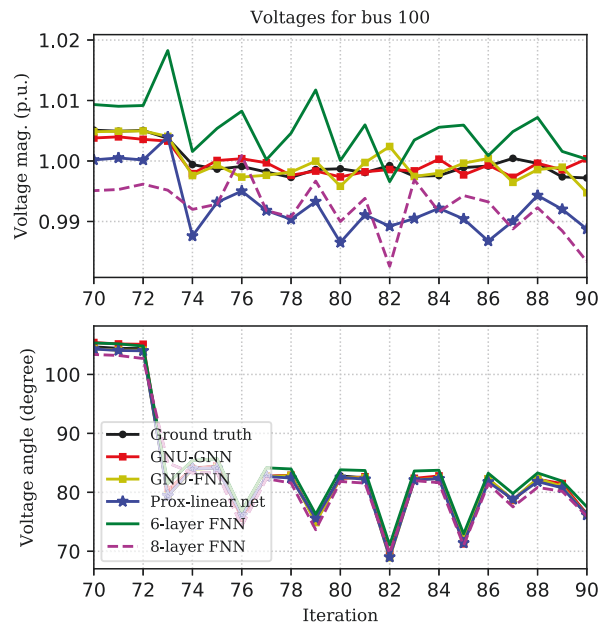 Voltages for bus 100
Voltage mag. (p.u.)
1.02
1.01
1.00
0.99
70 72 74 76 78 80 82 84 86 88 90
Voltage angle (degree)
100
90
80
70
Ground truth
GNU-GNN
GNU-FNN
Prox-linear net
6-layer FNN
8-layer FNN
70 72 74 76 78 80 82 84 86 88 90
Iteration